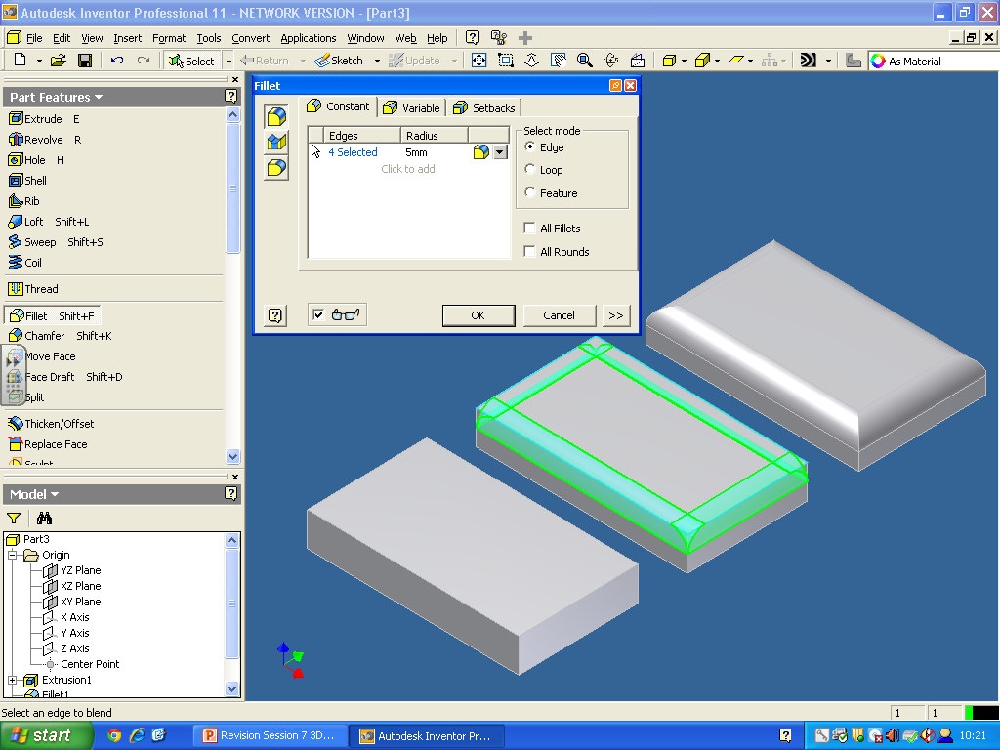 Autodesk Inventor Professional 11 - NETWORK VERSION - [Part3]
File Edit View Insert Format Tools Convert Applications Window Web Help
Select Return Sketch Update As Material
Part Features
Extrude E
Revolve R
Hole H
Shell
Rib
Loft Shift+L
Sweep Shift+S
Coil
Thread
Fillet Shift+F
Chamfer Shift+K
Move Face
Face Draft Shift+D
Split
Thicken/Offset
Replace Face
Sculpt
Fillet
Constant Variable Setbacks
Edges Radius
4 Selected 5mm
Click to add
Select mode
Edge
Loop
Feature
All Fillets
All Rounds
OK Cancel >>
Model
Part3
Origin
YZ Plane
XZ Plane
XY Plane
X Axis
Y Axis
Z Axis
Center Point
Extrusion1
Fillet1
Select an edge to blend
1 1
start
Revision Session 7 3D...
Autodesk Inventor Pr...
10:21